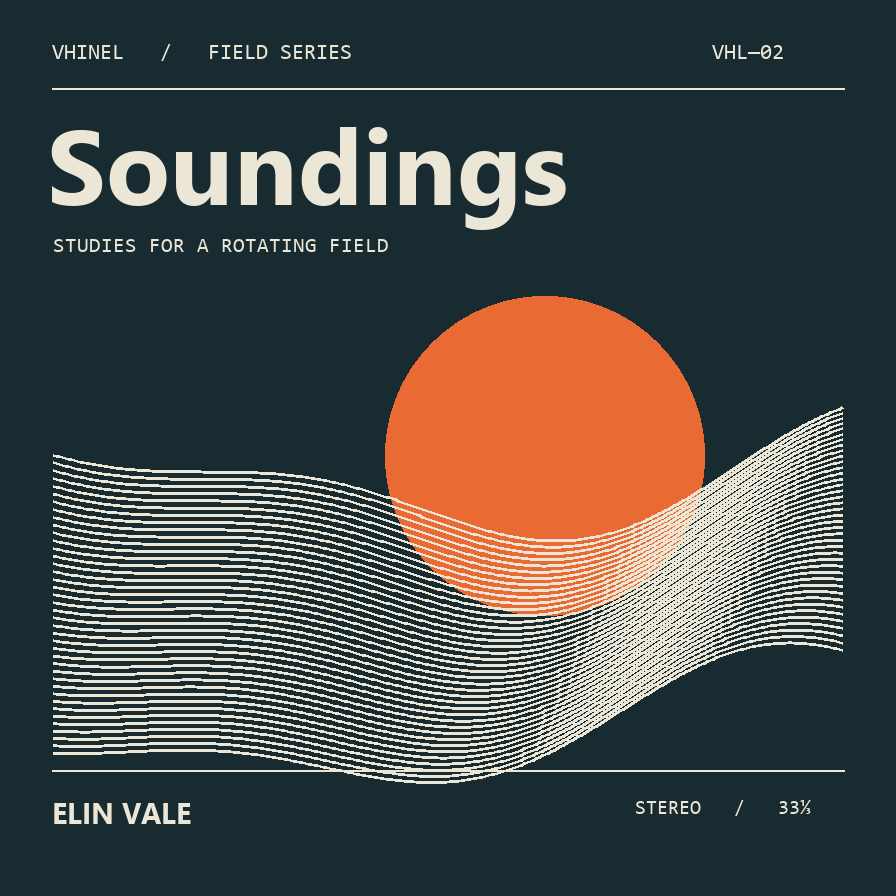 VHINEL / FIELD SERIES VHL—02
Soundings
STUDIES FOR A ROTATING FIELD
ELIN VALE STEREO / 33⅓